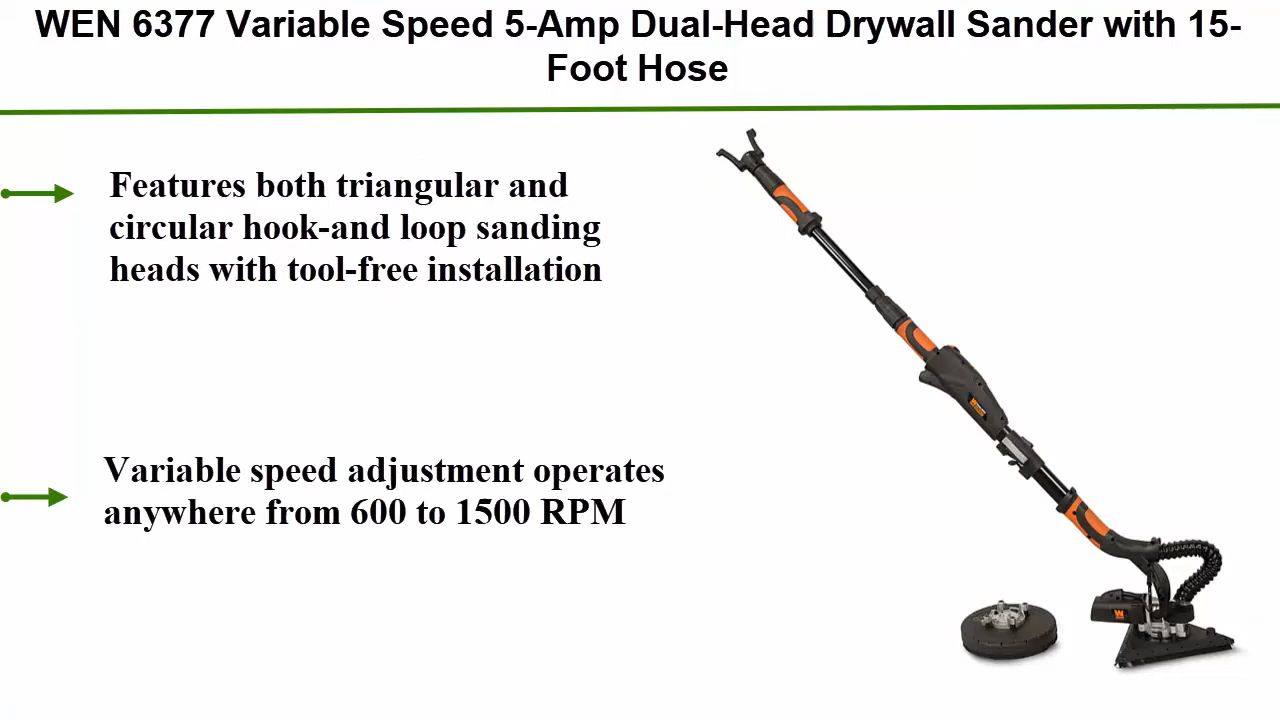 WEN 6377 Variable Speed 5-Amp Dual-Head Drywall Sander with 15-
Foot Hose
Features both triangular and
circular hook-and loop sanding
heads with tool-free installation
Variable speed adjustment operates
anywhere from 600 to 1500 RPM
W